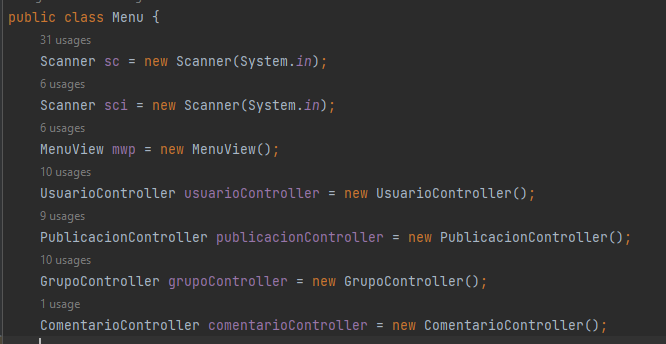 public class Menu {
31 usages
Scanner sc = new Scanner(System.in);
6 usages
Scanner sci = new Scanner(System.in);
6 usages
MenuView mwp = new MenuView();
10 usages
UsuarioController usuarioController = new UsuarioController();
9 usages
PublicacionController publicacionController = new PublicacionController();
10 usages
GrupoController grupoController = new GrupoController();
1 usage
ComentarioController comentarioController = new ComentarioController();